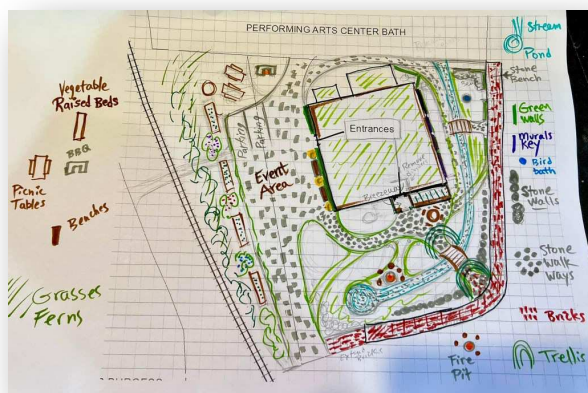 PERFORMING ARTS CENTER BATH
Vegetable
Raised Beds
BBQ
Picnic
Tables
Benches
Grasses
Ferns
Parking
Parking
Event
Area
Entrances
Breezeway
Stream
Pond
Stone
Bench
Green
walls
murals
Key
Bird
bath
Stone
Walls
Stone
Walk
Ways
Bricks
Trellis
Fire
Pit